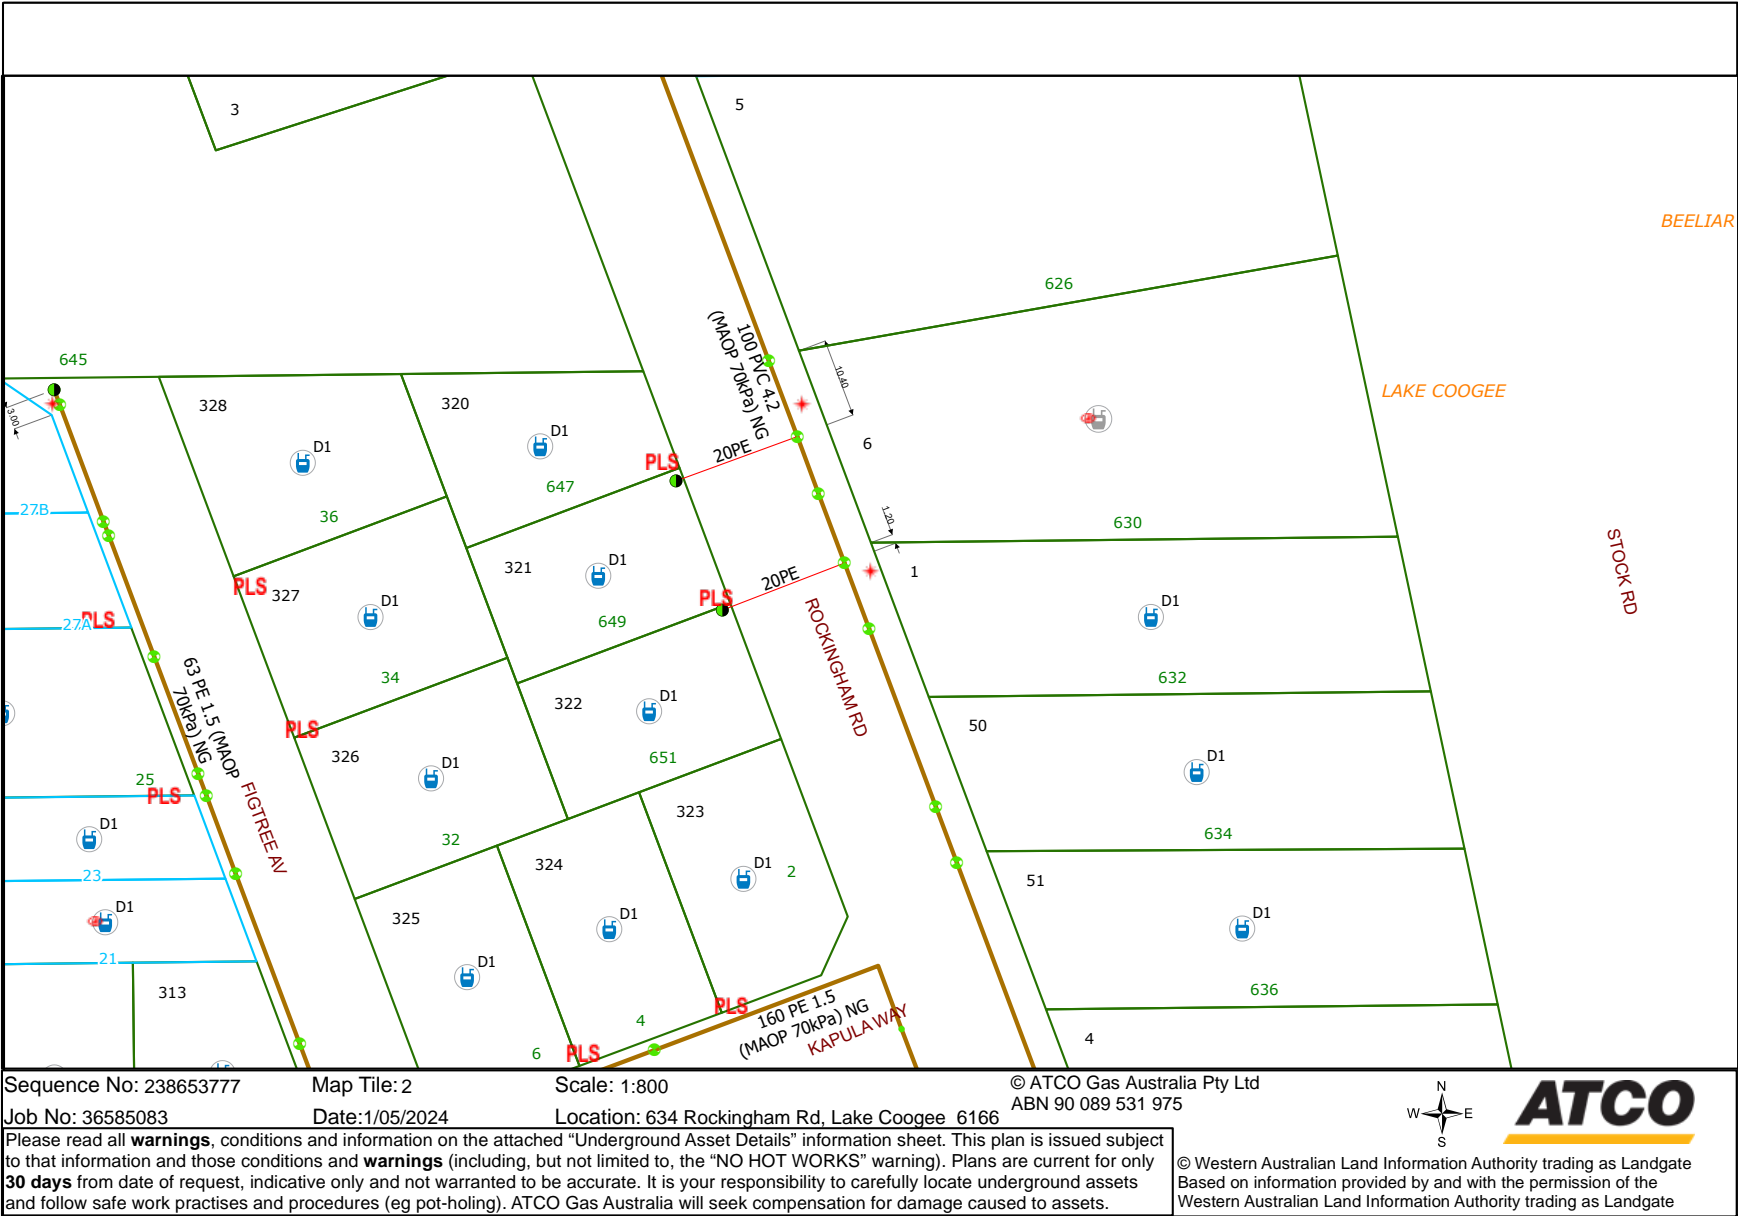 3
5
BEELIAR
626
645
100 PVC 4.2
(MAOP 70kPa) NG
10.40
LAKE COOGEE
3.00
328
320
6
D1
D1
20PE
PLS
647
27B
36
1.20
630
STOCK RD
321
D1
1
20PE
PLS
327
PLS
D1
D1
27A
PLS
649
ROCKINGHAM RD
34
632
63 PE 1.5 (MAOP
70kPa) NG
322
D1
PLS
50
326
651
D1
D1
25
PLS
FIGTREE AV
323
D1
32
634
324
D1
2
23
51
D1
325
D1
D1
21
D1
313
636
PLS
160 PE 1.5
(MAOP 70kPa) NG
KAPULA WAY
4
6
PLS
4
Sequence No: 238653777
Map Tile: 2
Scale: 1:800
© ATCO Gas Australia Pty Ltd
ABN 90 089 531 975
Job No: 36585083
Date:1/05/2024
Location: 634 Rockingham Rd, Lake Coogee 6166
N
W E
S
ATCO
Please read all warnings, conditions and information on the attached “Underground Asset Details” information sheet. This plan is issued subject
to that information and those conditions and warnings (including, but not limited to, the “NO HOT WORKS” warning). Plans are current for only
30 days from date of request, indicative only and not warranted to be accurate. It is your responsibility to carefully locate underground assets
and follow safe work practises and procedures (eg pot-holing). ATCO Gas Australia will seek compensation for damage caused to assets.
© Western Australian Land Information Authority trading as Landgate
Based on information provided by and with the permission of the
Western Australian Land Information Authority trading as Landgate